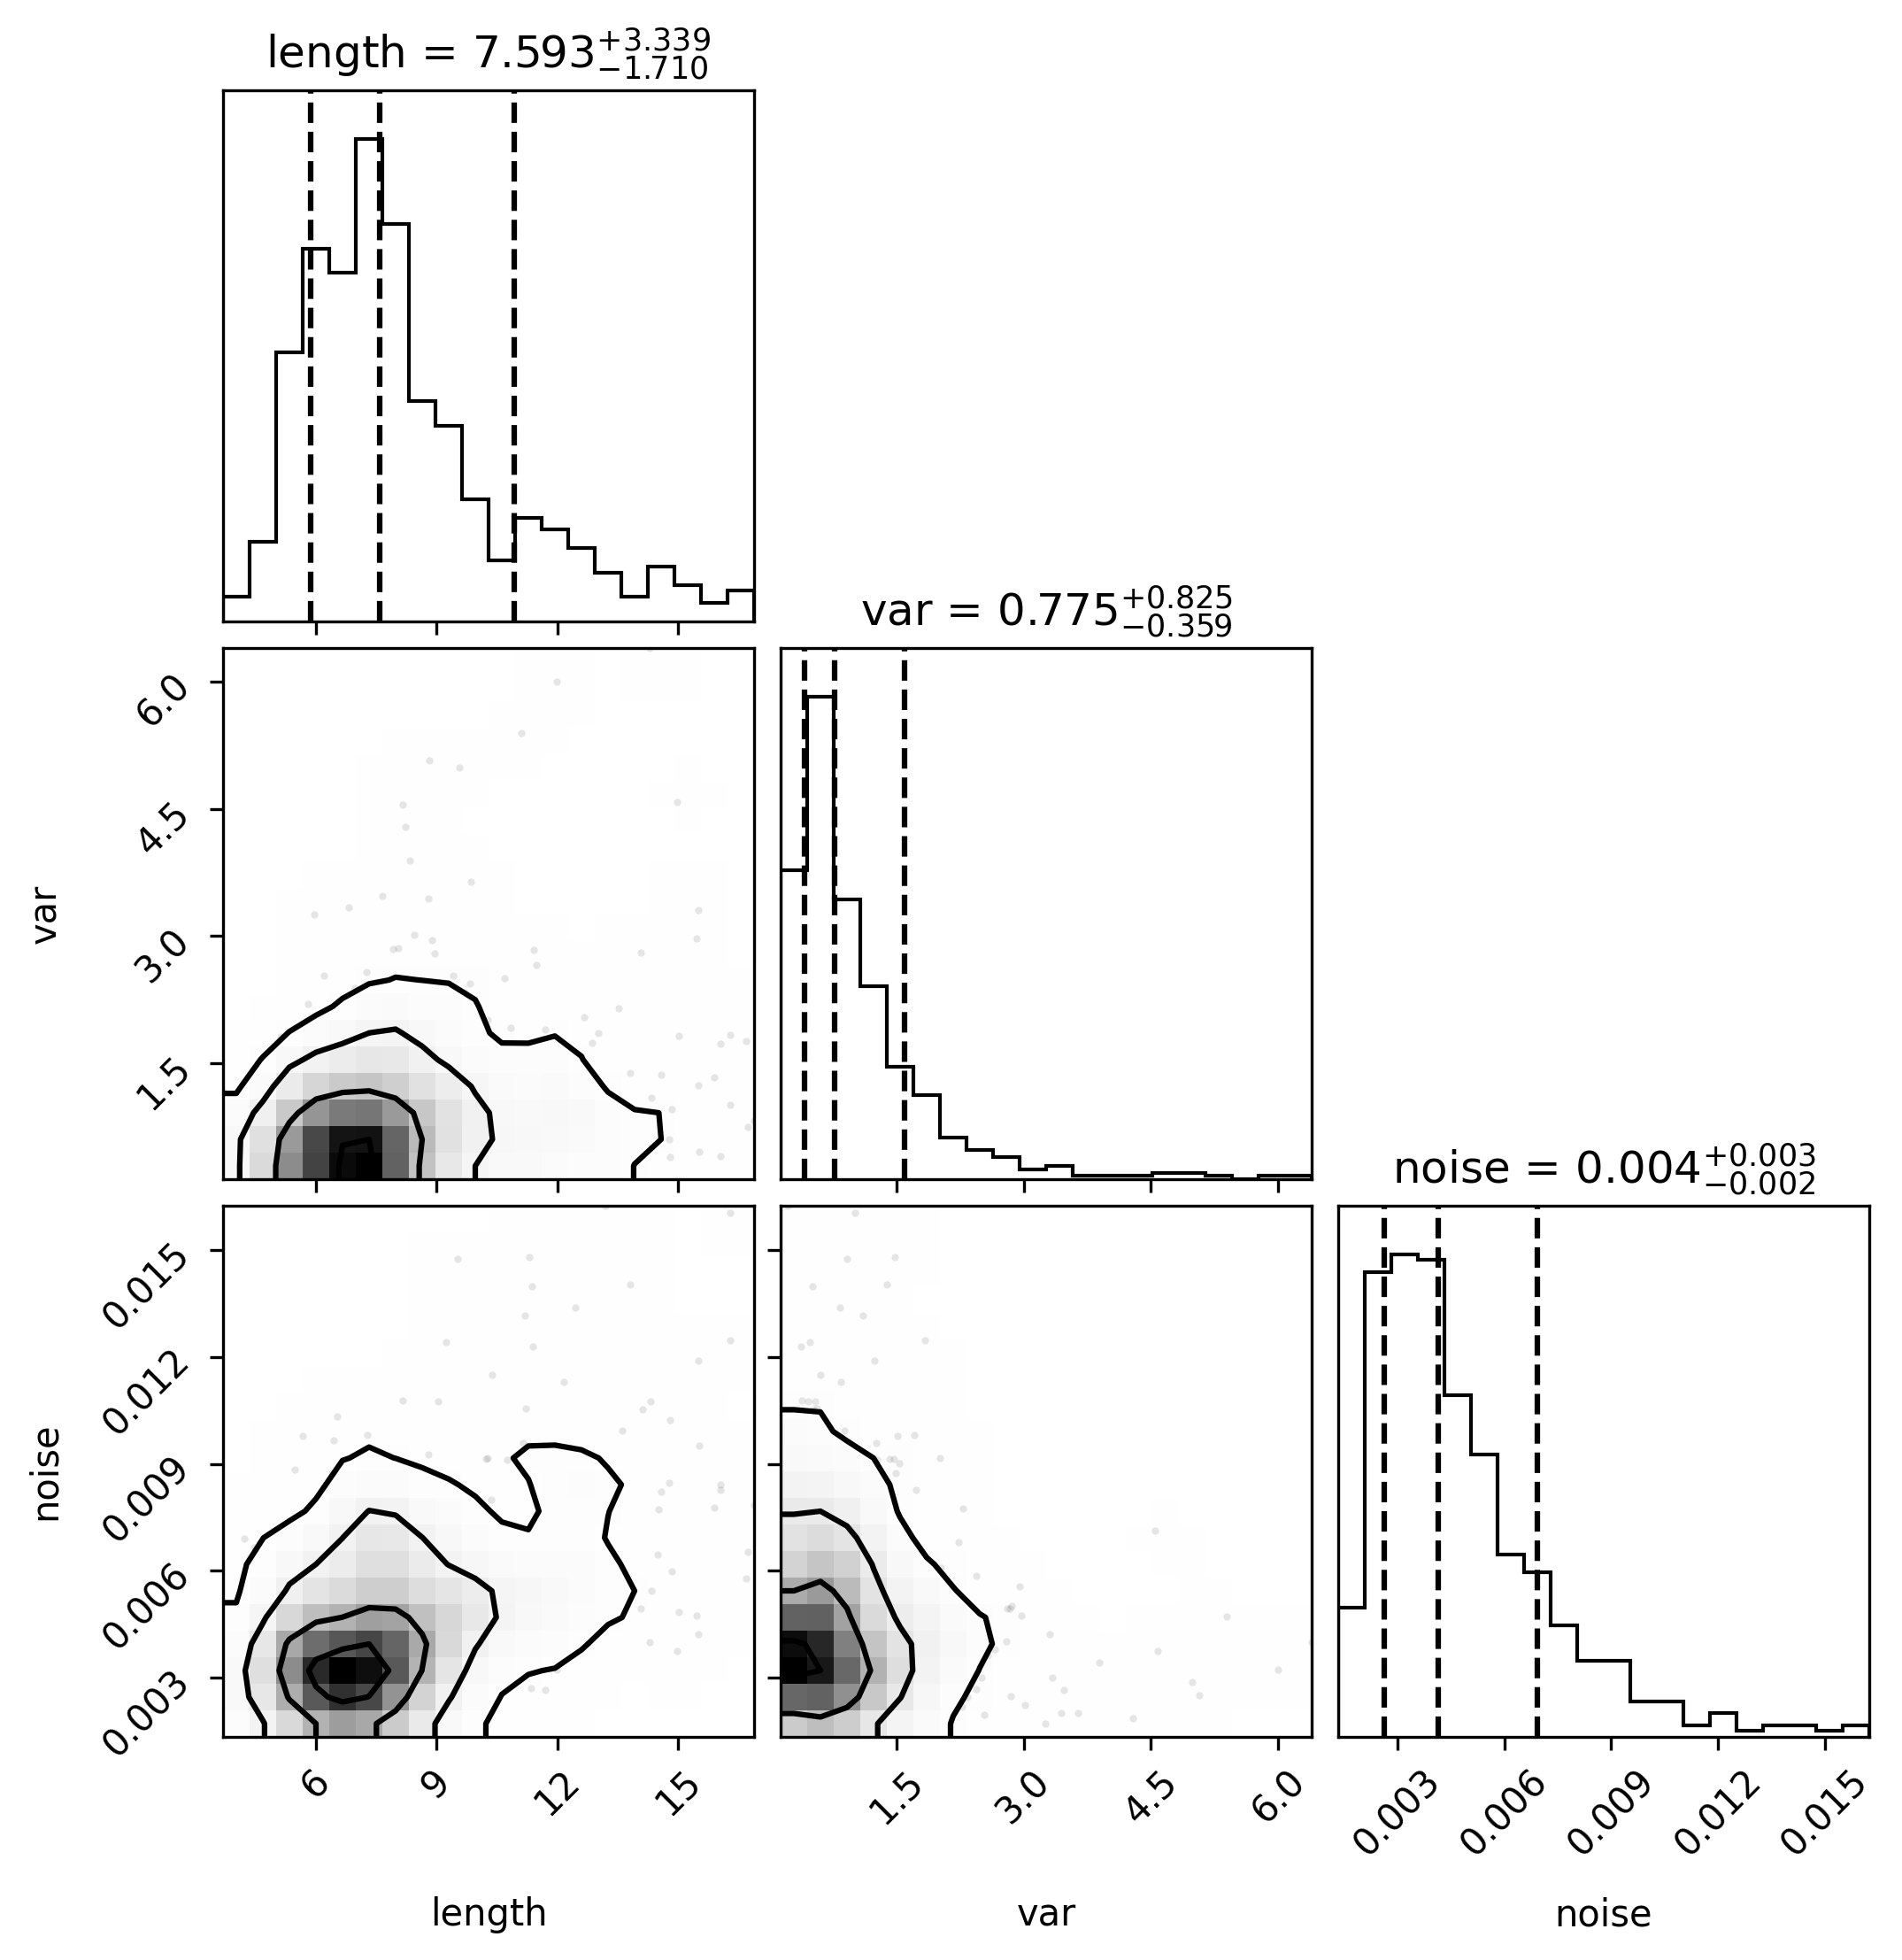 length = 7.593+3.339 −1.710
var = 0.775+0.825 −0.359
6.0
4.5
3.0
1.5
var
noise = 0.004+0.003 −0.002
0.015
0.012
0.009
0.006
0.003
noise
6 9 12 15
1.5 3.0 4.5 6.0
0.003 0.006 0.009 0.012 0.015
length
var
noise